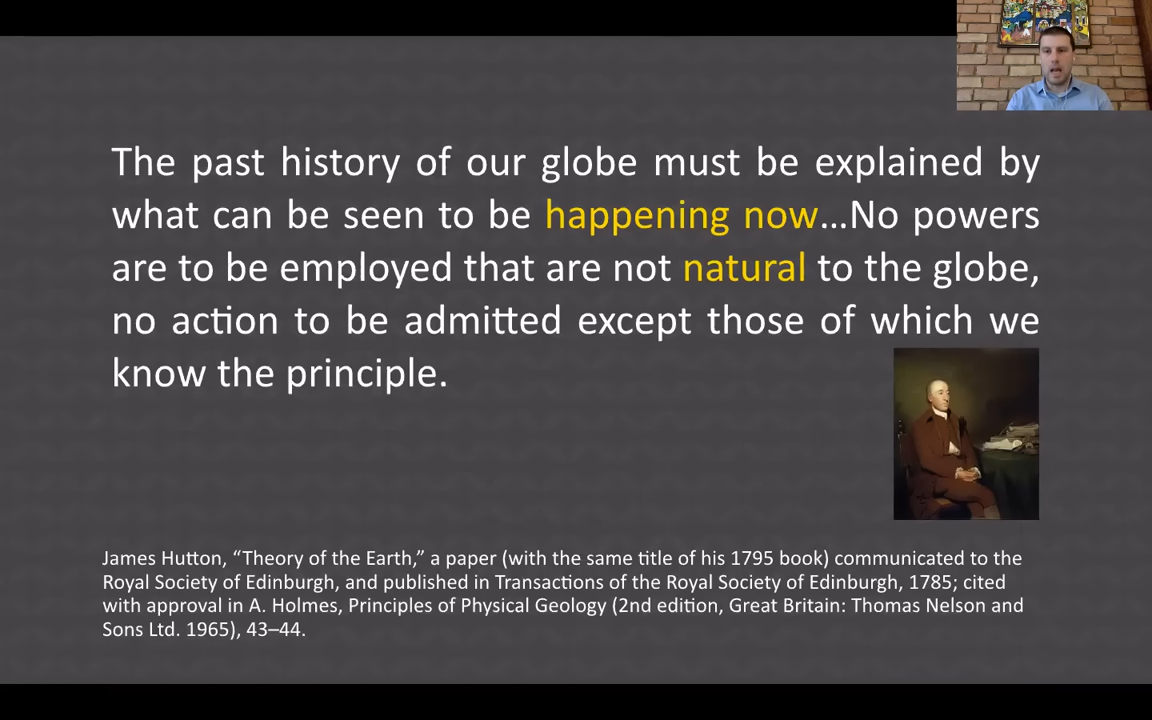 The past history of our globe must be explained by
what can be seen to be happening now…No powers
are to be employed that are not natural to the globe,
no action to be admitted except those of which we
know the principle.
James Hutton, “Theory of the Earth,” a paper (with the same title of his 1795 book) communicated to the
Royal Society of Edinburgh, and published in Transactions of the Royal Society of Edinburgh, 1785; cited
with approval in A. Holmes, Principles of Physical Geology (2nd edition, Great Britain: Thomas Nelson and
Sons Ltd. 1965), 43–44.